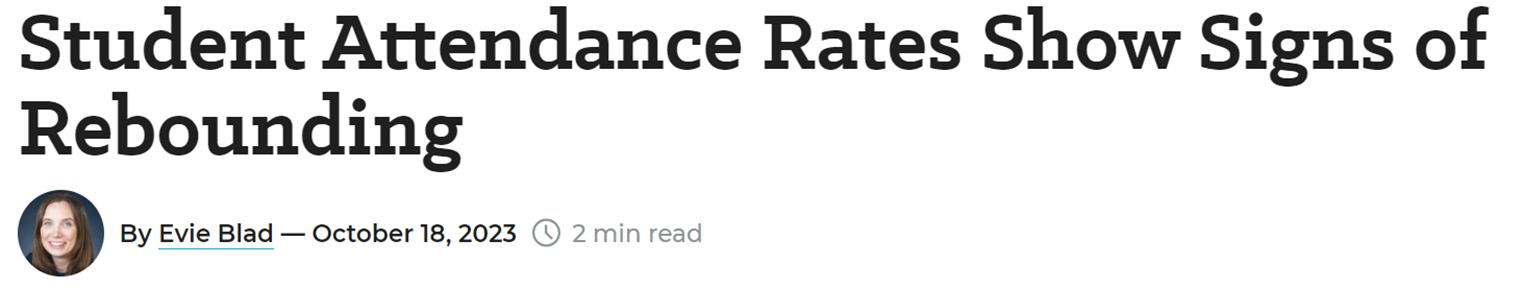 Student Attendance Rates Show Signs of
Rebounding
By Evie Blad — October 18, 2023 2 min read